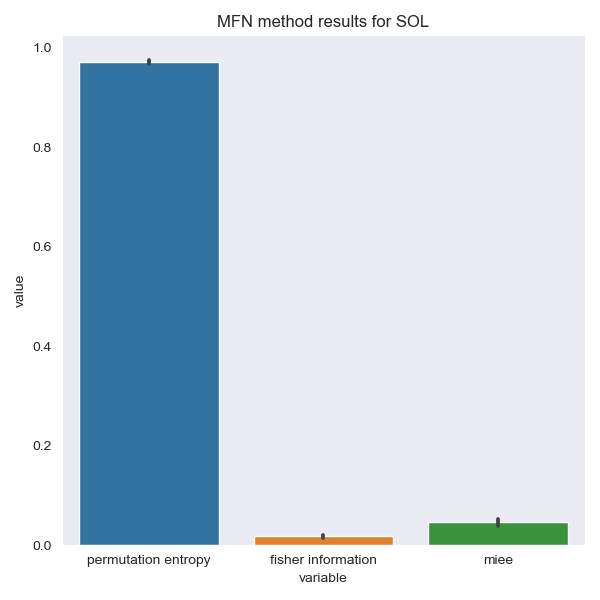 MFN method results for SOL
1.0
0.8
0.6
0.4
0.2
0.0
value
permutation entropy
fisher information
miee
variable